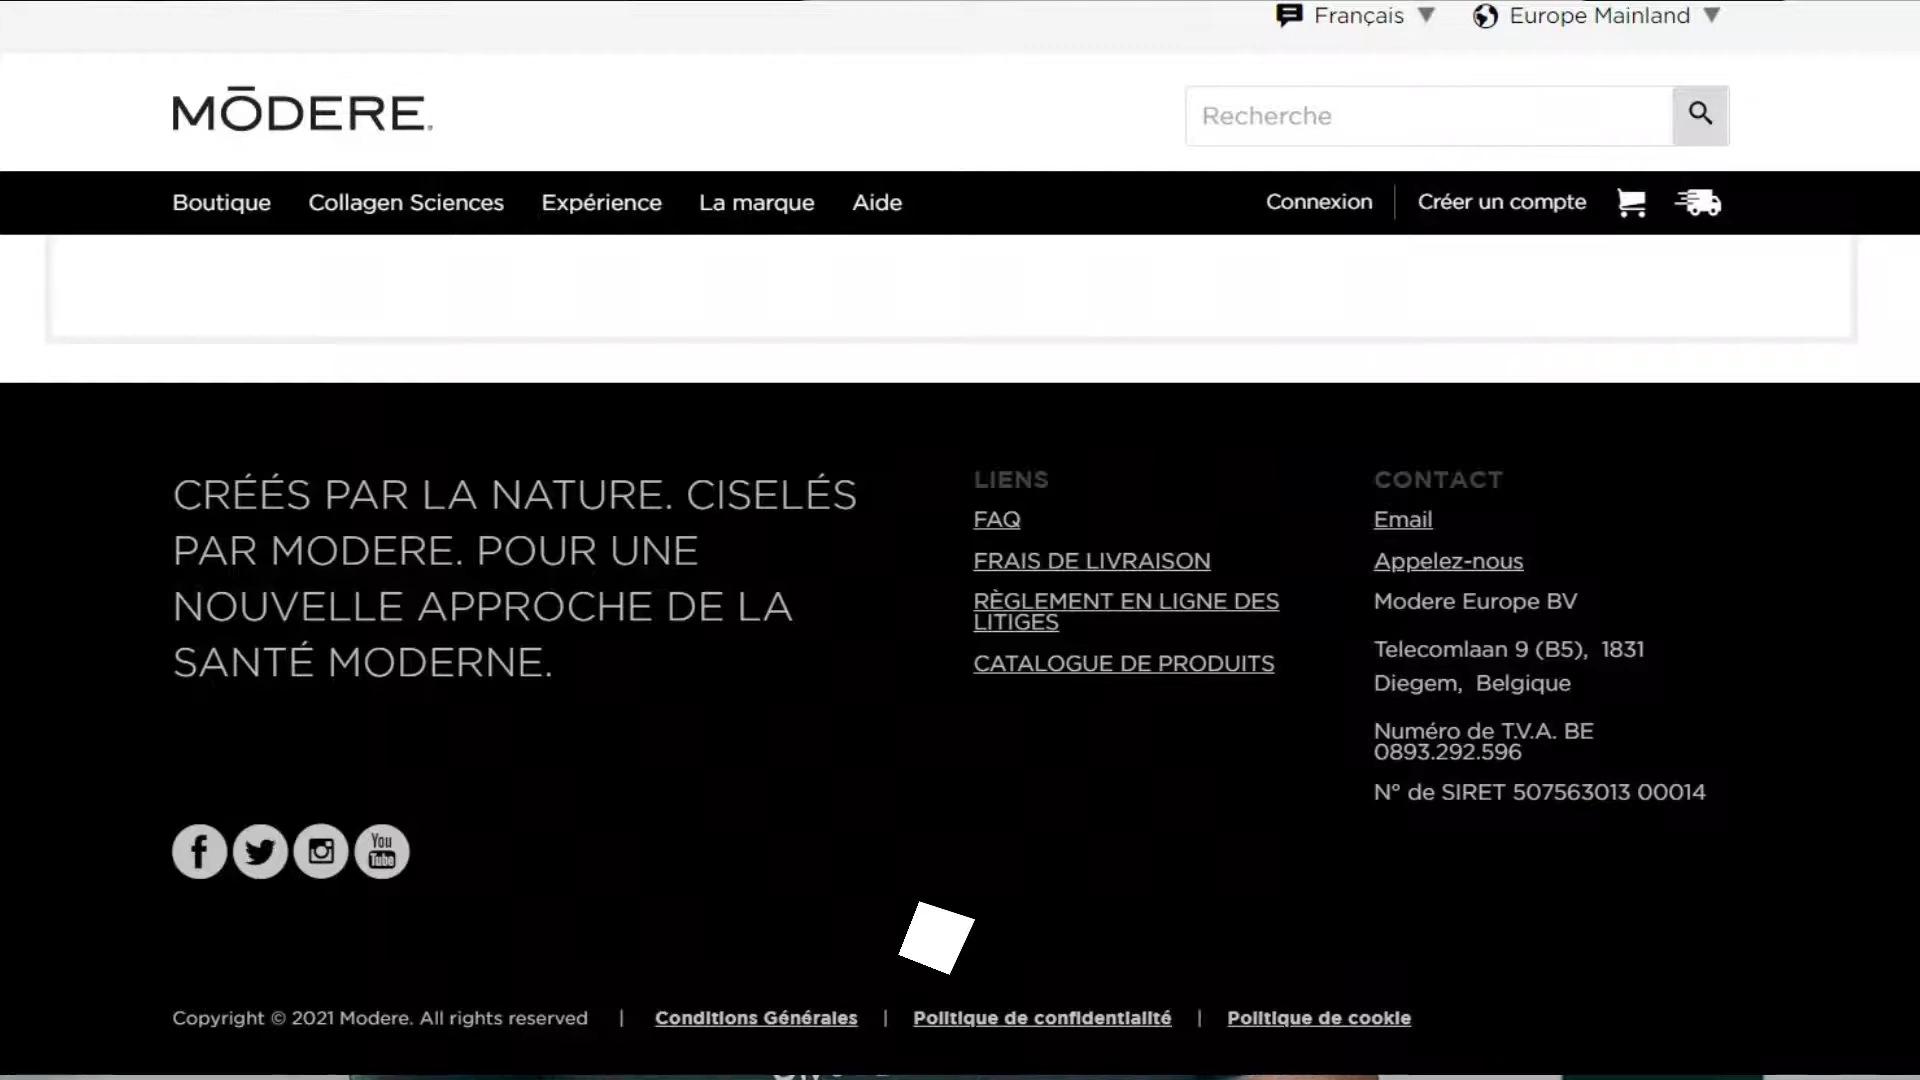 Français
Europe Mainland
MŌDERE
Recherche
Boutique
Collagen Sciences
Expérience
La marque
Aide
Connexion
Créer un compte
CRÉÉS PAR LA NATURE. CISELÉS
PAR MODERE. POUR UNE
NOUVELLE APPROCHE DE LA
SANTÉ MODERNE.
LIENS
FAQ
FRAIS DE LIVRAISON
RÈGLEMENT EN LIGNE DES
LITIGES
CATALOGUE DE PRODUITS
CONTACT
Email
Appelez-nous
Modere Europe BV
Telecomlaan 9 (B5), 1831
Diegem, Belgique
Numéro de T.V.A. BE
0893.292.596
N° de SIRET 507563013 00014
You
Tube
Copyright © 2021 Modere. All rights reserved | Conditions Générales | Politique de confidentialité | Politique de cookie